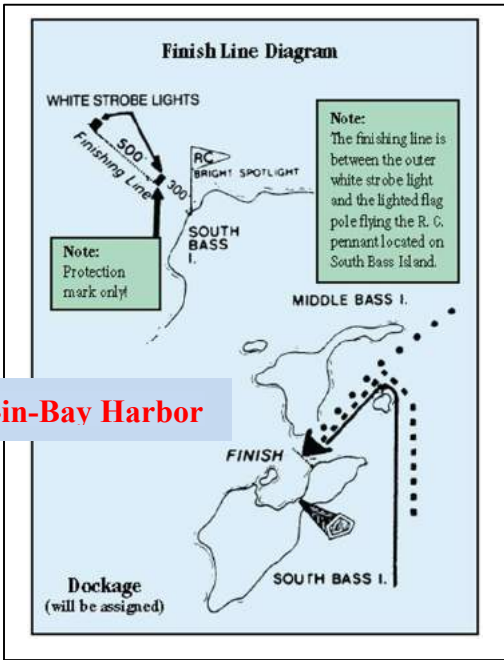 Finish Line Diagram
WHITE STROBE LIGHTS
500'
Finishing Line
300'
RC
BRIGHT SPOTLIGHT
SOUTH
BASS
I.
Note:
Protection
mark only!
Note:
The finishing line is
between the outer
white strobe light
and the lighted flag
pole flying the R. C.
pennant located on
South Bass Island.
MIDDLE BASS I.
-in-Bay Harbor
FINISH
SOUTH BASS I.
Dockage
(will be assigned)